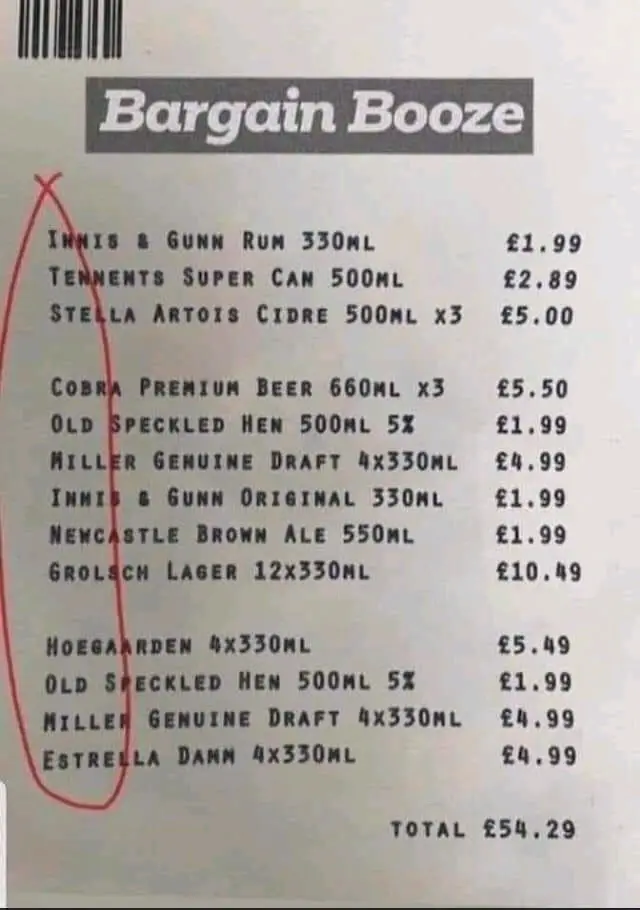 Bargain Booze
INNIS & GUNN RUM 330ML £1.99
TENNENTS SUPER CAN 500ML £2.89
STELLA ARTOIS CIDRE 500ML X3 £5.00
COBRA PREMIUM BEER 660ML X3 £5.50
OLD SPECKLED HEN 500ML 5% £1.99
MILLER GENUINE DRAFT 4X330ML £4.99
INNIS & GUNN ORIGINAL 330ML £1.99
NEWCASTLE BROWN ALE 550ML £1.99
GROLSCH LAGER 12X330ML £10.49
HOEGAARDEN 4X330ML £5.49
OLD SPECKLED HEN 500ML 5% £1.99
MILLER GENUINE DRAFT 4X330ML £4.99
ESTRELLA DAMM 4X330ML £4.99
TOTAL £54.29